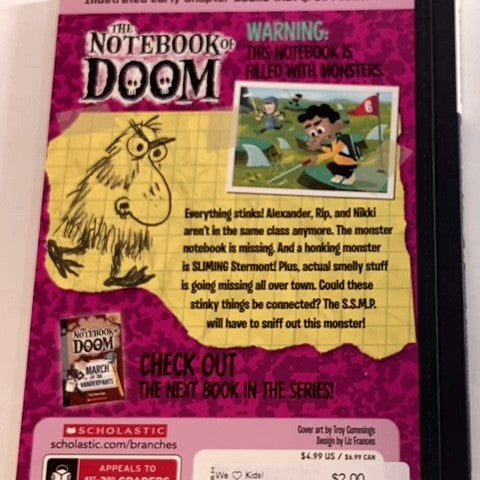 THE
NOTEBOOK OF
DOOM
WARNING:
THIS NOTEBOOK IS
FILLED WITH MONSTERS.
6
Everything stinks! Alexander, Rip, and Nikki
aren't in the same class anymore. The monster
notebook is missing. And a honking monster
is SLIMING Stermont! Plus, actual smelly stuff
is going missing all over town. Could these
stinky things be connected? The S.S.M.P.
will have to sniff out this monster!
THE
NOTEBOOK OF
DOOM
MARCH
OF THE
VANDERPANTS
CHECK OUT
THE NEXT BOOK IN THE SERIES!
SCHOLASTIC
scholastic.com/branches
Cover art by Troy Cummings
Design by Liz Frances
$4.99 US / $6.99 CAN
APPEALS TO
1ST–3RD GRADERS
We ♡ Kids!
$2.00